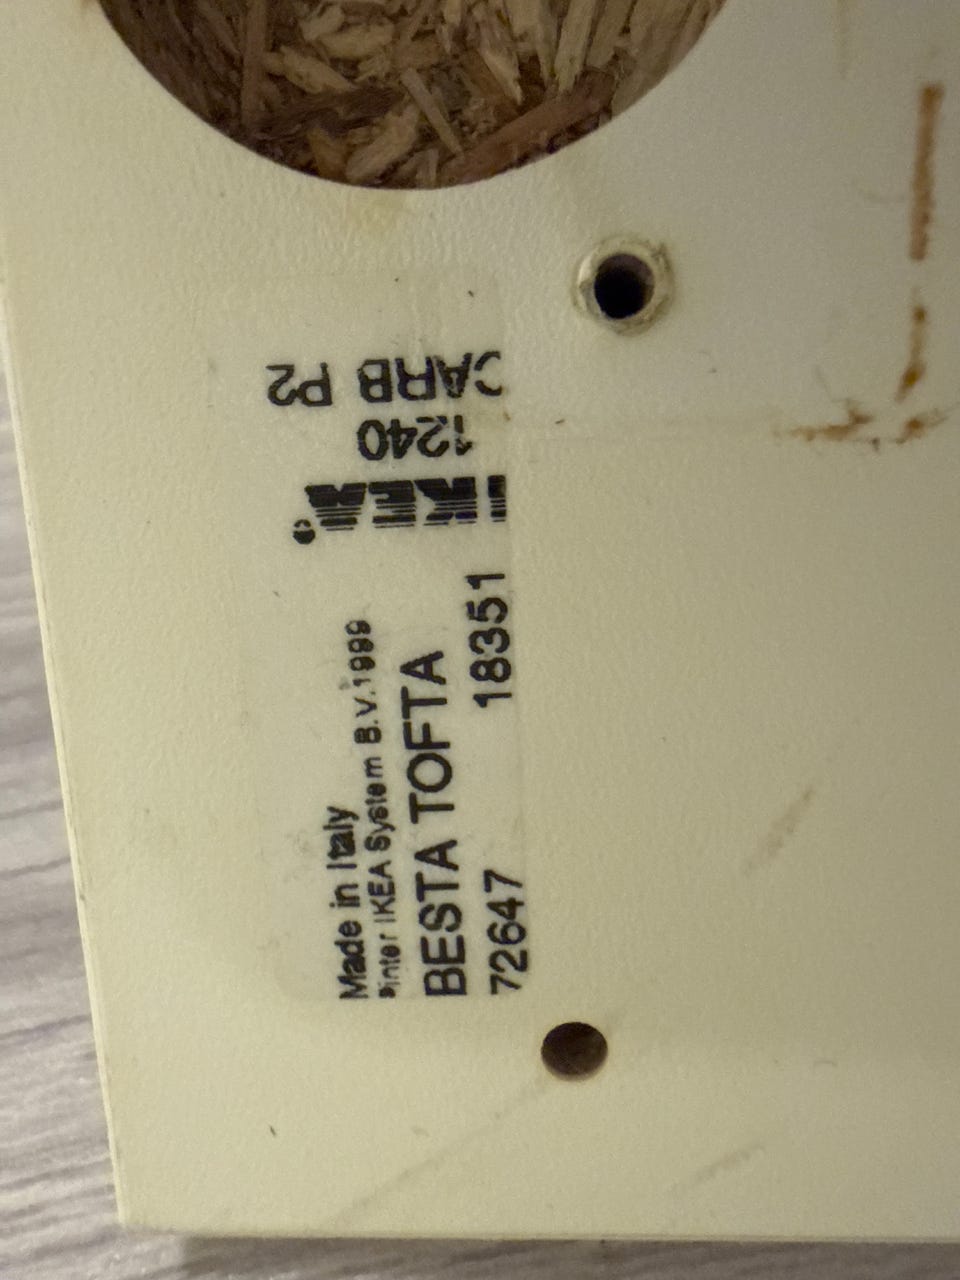 Made in Italy
©Inter IKEA System B.V.1999
BESTA TOFTA
72647 18351
IKEA®
1240
CARB P2